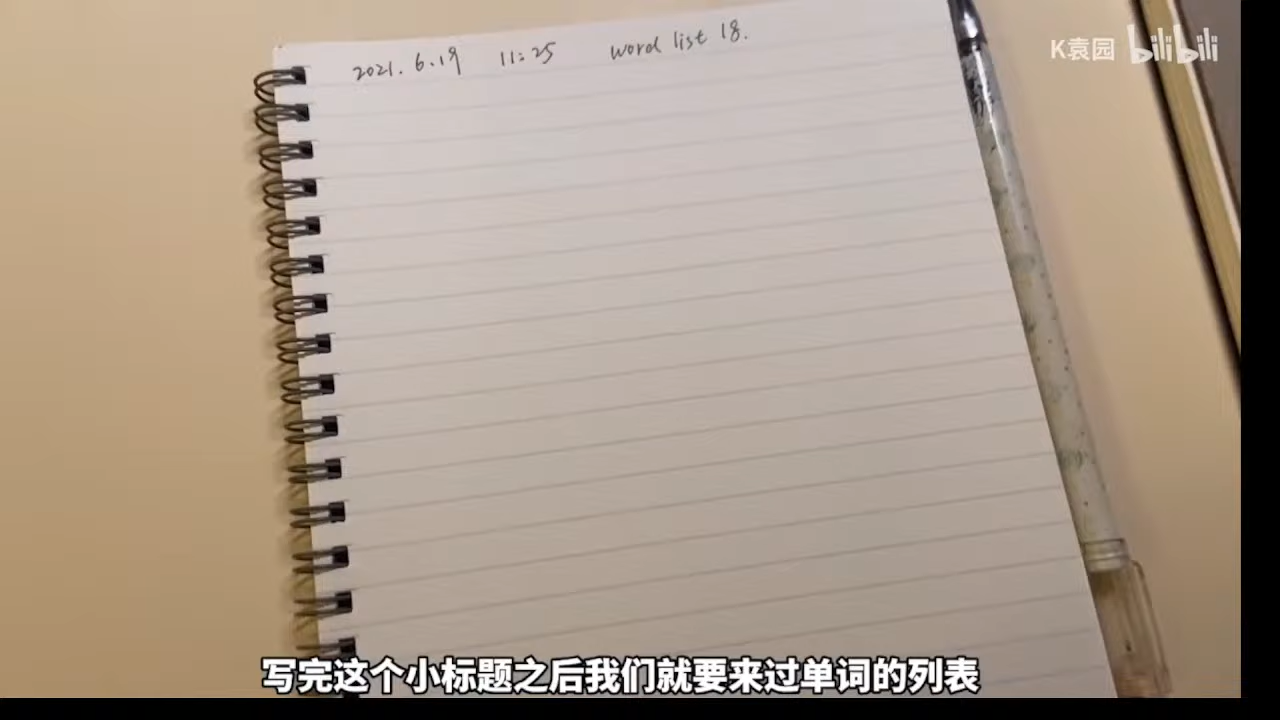 K袁园 bilibili
2021. 6.19 11:25 word list 18.
写完这个小标题之后我们就要来过单词的列表